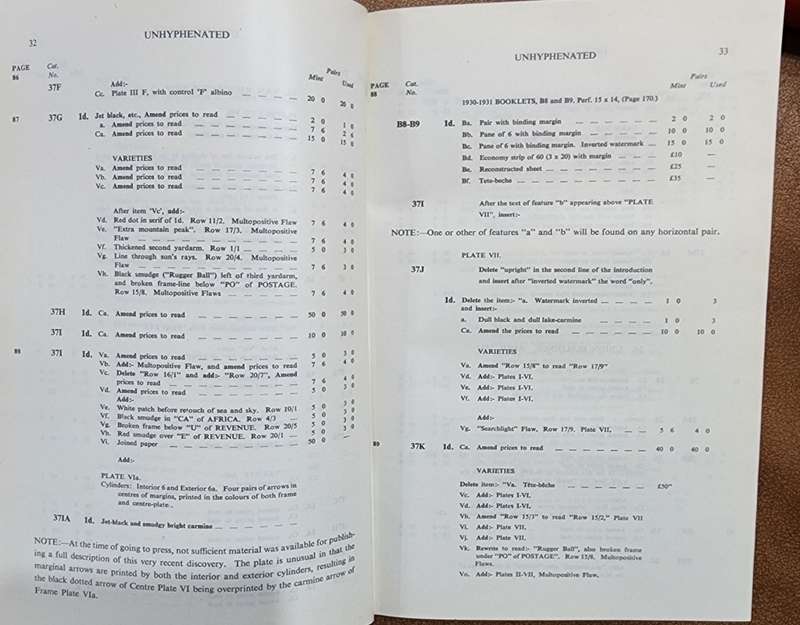 32
UNHYPHENATED
PAGE Cat. Pairs
86 No. Mint Used
37F Add:-
Cc. Plate III F, with control 'F' albino 20 0 20 0
87 37G 1d. Jet black, etc., Amend prices to read 2 0 1 0
a. Amend prices to read 7 6 2 6
Ca. Amend prices to read 15 0 15 0
VARIETIES
Va. Amend prices to read 7 6 4 0
Vb. Amend prices to read 7 6 4 0
Vc. Amend prices to read 7 6 4 0
After item 'Vc', add:-
Vd. Red dot in serif of 1d. Row 11/2. Multopositive Flaw 7 6 4 0
Ve. "Extra mountain peak". Row 17/3. Multopositive
Flaw 7 6 4 0
Vf. Thickened second yardarm. Row 1/1 5 0 3 0
Vg. Line through sun's rays. Row 20/4. Multopositive
Flaw 7 6 3 0
Vh. Black smudge ("Rugger Ball") left of third yardarm,
and broken frame-line below "PO" of POSTAGE.
Row 15/8. Multopositive Flaws 7 6 4 0
37H 1d. Ca. Amend prices to read 50 0 50 0
37I 1d. Ca. Amend prices to read 10 0 10 0
88 37I 1d. Va. Amend prices to read 5 0 3 0
Vb. Add:- Multopositive Flaw, and amend prices to read 7 6 4 0
Vc. Delete "Row 16/1" and add:- "Row 20/7", Amend
prices to read 7 6 4 0
Vd. Amend prices to read 5 0 3 0
Add:-
Ve. White patch before retouch of sea and sky. Row 10/1 5 0 3 0
Vf. Black smudge in "CA" of AFRICA. Row 4/3 5 0 3 0
Vg. Broken frame below "U" of REVENUE. Row 20/5 5 0 3 0
Vh. Red smudge over "E" of REVENUE. Row 20/1 5 0 3 0
Vi. Joined paper 50 0 —
Add:-
PLATE VIa.
Cylinders: Interior 6 and Exterior 6a. Four pairs of arrows in
centres of margins, printed in the colours of both frame
and centre-plate.
37IA 1d. Jet-black and smudgy bright carmine
NOTE:—At the time of going to press, not sufficient material was available for publish-
ing a full description of this very recent discovery. The plate is unusual in that the
marginal arrows are printed by both the interior and exterior cylinders, resulting in
the black dotted arrow of Centre Plate VI being overprinted by the carmine arrow of
Frame Plate VIa.
UNHYPHENATED
33
PAGE Cat. Pairs
88 No. Mint Used
1930-1931 BOOKLETS, B8 and B9. Perf. 15 x 14, (Page 170.)
B8-B9 1d. Ba. Pair with binding margin 2 0 2 0
Bb. Pane of 6 with binding margin 10 0 10 0
Bc. Pane of 6 with binding margin. Inverted watermark 15 0 15 0
Bd. Economy strip of 60 (3 x 20) with margin £10 —
Be. Reconstructed sheet £25 —
Bf. Tete-beche £35 —
37I After the text of feature "b" appearing above "PLATE
VII", insert:-
NOTE:—One or other of features "a" and "b" will be found on any horizontal pair.
PLATE VII.
37J Delete "upright" in the second line of the introduction
and insert after "inverted watermark" the word "only".
1d. Delete the item:- "a. Watermark inverted 1 0 3
and insert:-
a. Dull black and dull lake-carmine 1 0 3
Ca. Amend the prices to read 10 0 10 0
VARIETIES
Va. Amend "Row 15/8" to read "Row 17/9"
Vd. Add:- Plates I-VI.
Ve. Add:- Plates I-VI.
Vf. Add:- Plates I-VI.
Add:-
Vg. "Searchlight" Flaw. Row 17/9. Plate VII, 5 6 4 0
89 37K 1d. Ca. Amend prices to read 40 0 40 0
VARIETIES
Delete item:- "Va. Tête-bêche £50"
Vc. Add:- Plates I-VI.
Vd. Add:- Plates I-VI.
Vh. Amend "Row 15/3" to read "Row 15/2," Plate VII
Vi. Add:- Plate VII.
Vj. Add:- Plate VII.
Vk. Rewrite to read:- "Rugger Ball", also broken frame
under "PO" of POSTAGE". Row 15/8. Multopositive
Flaws.
Vo. Add:- Plates II-VII, Multopositive Flaw.